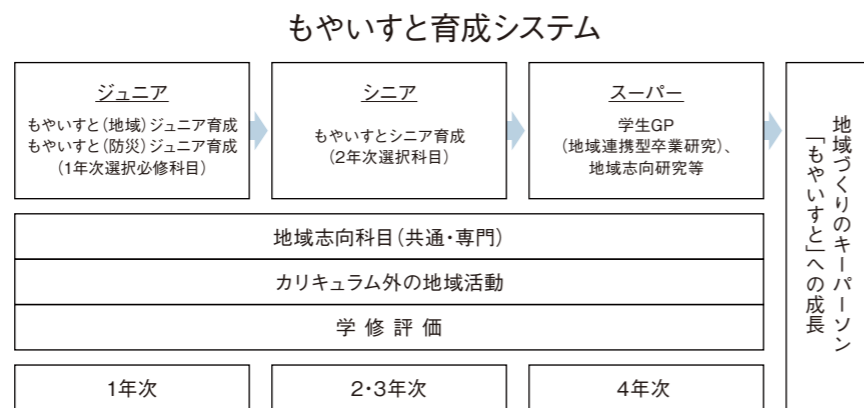 もやいすと育成システム
ジュニア
もやいすと(地域)ジュニア育成
もやいすと(防災)ジュニア育成
(1年次選択必修科目)
シニア
もやいすとシニア育成
(2年次選択科目)
スーパー
学生GP
(地域連携型卒業研究)、
地域志向研究等
地域づくりのキーパーソン
「もやいすと」への成長
地域志向科目(共通・専門)
カリキュラム外の地域活動
学修評価
1年次
2・3年次
4年次